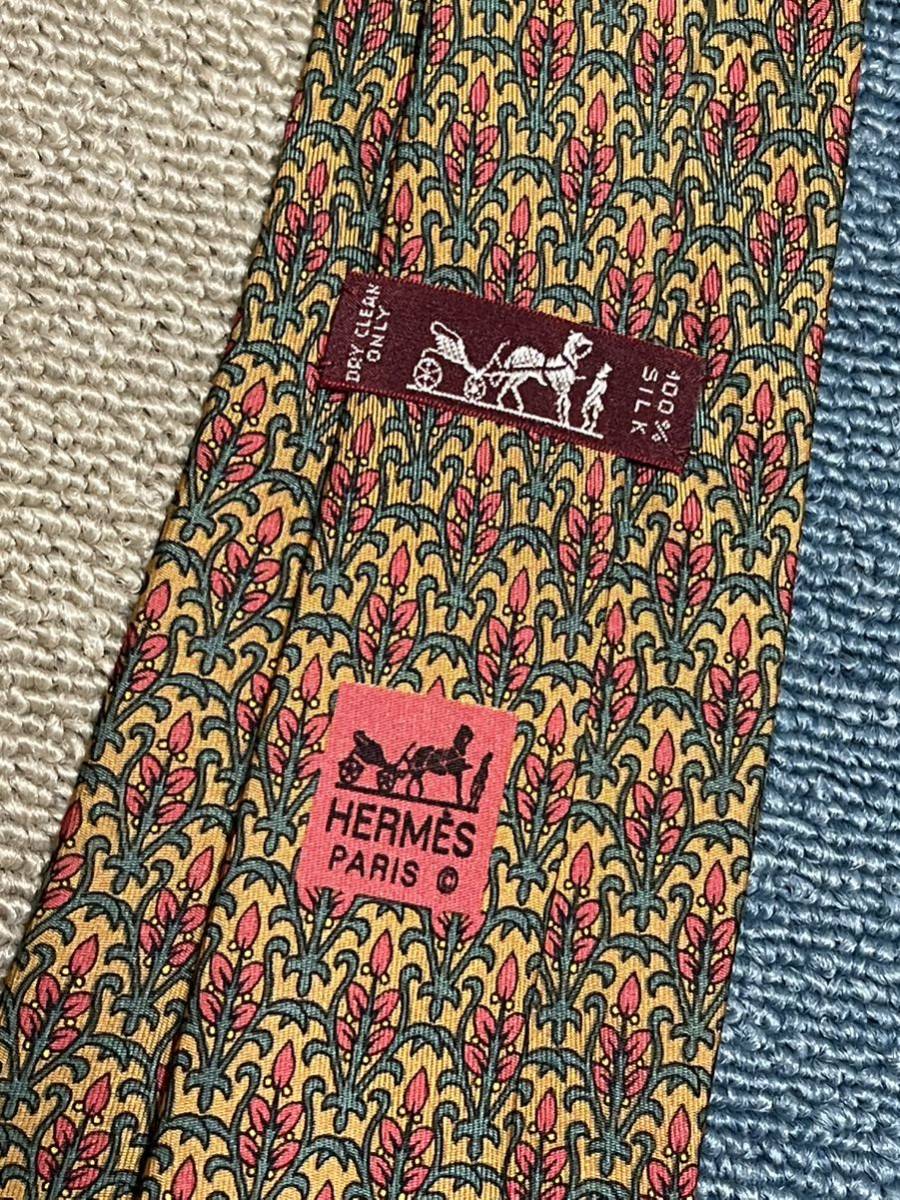 DRY CLEAN
ONLY
100%
SILK
HERMÈS
PARIS ©